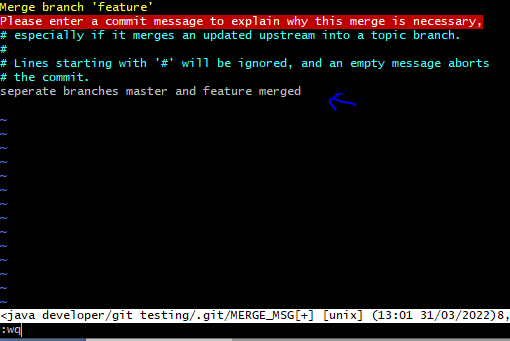 Merge branch 'feature'
Please enter a commit message to explain why this merge is necessary,
# especially if it merges an updated upstream into a topic branch.
#
# Lines starting with '#' will be ignored, and an empty message aborts
# the commit.
seperate branches master and feature merged
~
~
~
~
~
~
~
~
~
~
~
~
~
~
<java developer/git testing/.git/MERGE_MSG[+] [unix] (13:01 31/03/2022)8,
:wq